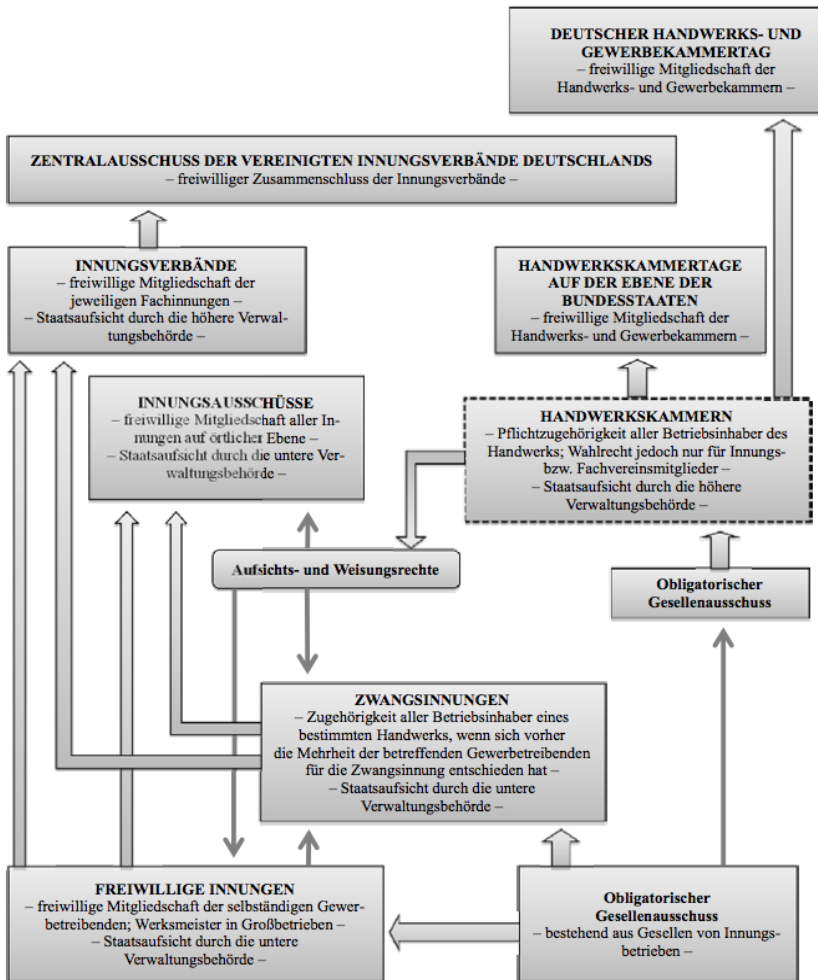 DEUTSCHER HANDWERKS- UND
GEWERBEKAMMERTAG
– freiwillige Mitgliedschaft der
Handwerks- und Gewerbekammern –
ZENTRALAUSSCHUSS DER VEREINIGTEN INNUNGSVERBÄNDE DEUTSCHLANDS
– freiwilliger Zusammenschluss der Innungsverbände –
INNUNGSVERBÄNDE
– freiwillige Mitgliedschaft der
jeweiligen Fachinnungen –
– Staatsaufsicht durch die höhere Verwal-
tungsbehörde –
HANDWERKSKAMMERTAGE
AUF DER EBENE DER
BUNDESSTAATEN
– freiwillige Mitgliedschaft der
Handwerks- und Gewerbekammern –
INNUNGSAUSSCHÜSSE
– freiwillige Mitgliedschaft aller In-
nungen auf örtlicher Ebene –
– Staatsaufsicht durch die untere Ver-
waltungsbehörde –
HANDWERKSKAMMERN
– Pflichtzugehörigkeit aller Betriebsinhaber des
Handwerks; Wahlrecht jedoch nur für Innungs-
bzw. Fachvereinsmitglieder –
– Staatsaufsicht durch die höhere
Verwaltungsbehörde –
Aufsichts- und Weisungsrechte
Obligatorischer
Gesellenausschuss
ZWANGSINNUNGEN
– Zugehörigkeit aller Betriebsinhaber eines
bestimmten Handwerks, wenn sich vorher
die Mehrheit der betreffenden Gewerbetreibenden
für die Zwangsinnung entschieden hat –
– Staatsaufsicht durch die untere
Verwaltungsbehörde –
FREIWILLIGE INNUNGEN
– freiwillige Mitgliedschaft der selbständigen Gewer-
betreibenden; Werksmeister in Großbetrieben –
– Staatsaufsicht durch die untere
Verwaltungsbehörde –
Obligatorischer
Gesellenausschuss
– bestehend aus Gesellen von Innungs-
betrieben –